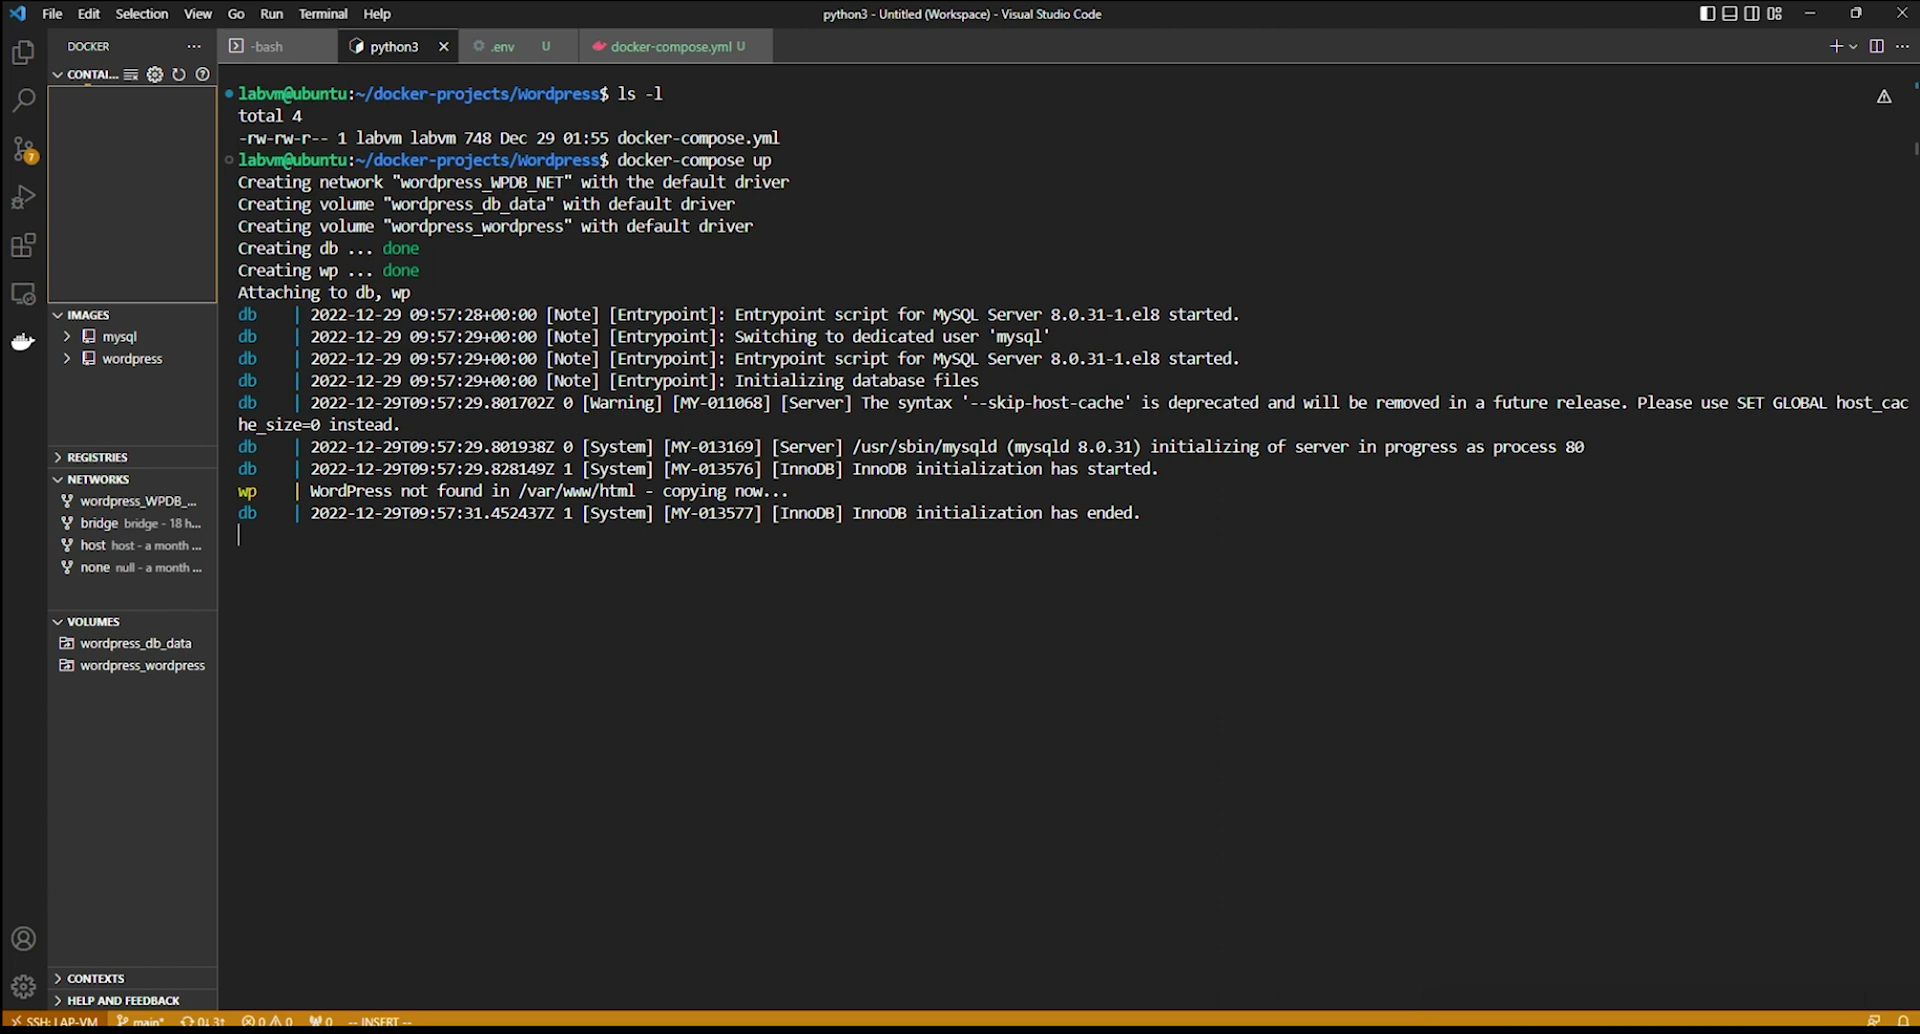 File Edit Selection View Go Run Terminal Help
python3 - Untitled (Workspace) - Visual Studio Code
DOCKER ···
-bash
python3
.env U
docker-compose.yml U
CONTAI...
7
labvm@ubuntu:~/docker-projects/Wordpress$ ls -l
total 4
-rw-rw-r-- 1 labvm labvm 748 Dec 29 01:55 docker-compose.yml
labvm@ubuntu:~/docker-projects/Wordpress$ docker-compose up
Creating network "wordpress_WPDB_NET" with the default driver
Creating volume "wordpress_db_data" with default driver
Creating volume "wordpress_wordpress" with default driver
Creating db ... done
Creating wp ... done
Attaching to db, wp
db | 2022-12-29 09:57:28+00:00 [Note] [Entrypoint]: Entrypoint script for MySQL Server 8.0.31-1.el8 started.
db | 2022-12-29 09:57:29+00:00 [Note] [Entrypoint]: Switching to dedicated user 'mysql'
db | 2022-12-29 09:57:29+00:00 [Note] [Entrypoint]: Entrypoint script for MySQL Server 8.0.31-1.el8 started.
db | 2022-12-29 09:57:29+00:00 [Note] [Entrypoint]: Initializing database files
db | 2022-12-29T09:57:29.801702Z 0 [Warning] [MY-011068] [Server] The syntax '--skip-host-cache' is deprecated and will be removed in a future release. Please use SET GLOBAL host_cac
he_size=0 instead.
db | 2022-12-29T09:57:29.801938Z 0 [System] [MY-013169] [Server] /usr/sbin/mysqld (mysqld 8.0.31) initializing of server in progress as process 80
db | 2022-12-29T09:57:29.828149Z 1 [System] [MY-013576] [InnoDB] InnoDB initialization has started.
wp | WordPress not found in /var/www/html - copying now...
db | 2022-12-29T09:57:31.452437Z 1 [System] [MY-013577] [InnoDB] InnoDB initialization has ended.
IMAGES
mysql
wordpress
REGISTRIES
NETWORKS
wordpress_WPDB_...
bridge bridge - 18 h...
host host - a month ...
none null - a month ...
VOLUMES
wordpress_db_data
wordpress_wordpress
CONTEXTS
HELP AND FEEDBACK
SSH: LAP-VM main* 0↓ 3↑ 0 0 0 -- INSERT --